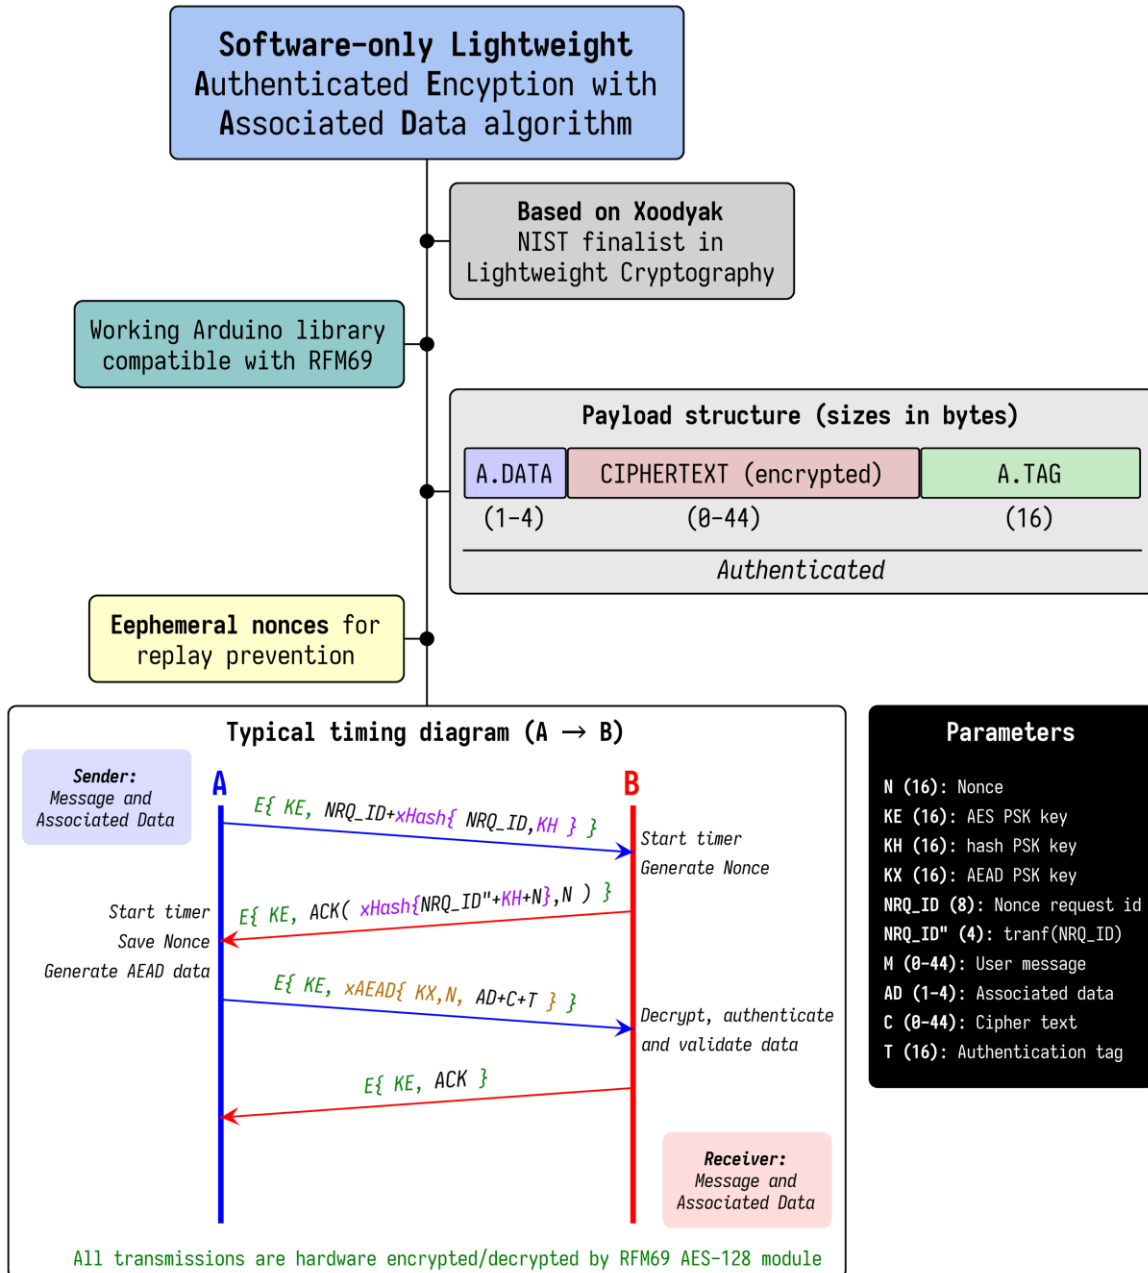 Software-only Lightweight
Authenticated Encyption with
Associated Data algorithm
Based on Xoodyak
NIST finalist in
Lightweight Cryptography
Working Arduino library
compatible with RFM69
Payload structure (sizes in bytes)
A.DATA CIPHERTEXT (encrypted) A.TAG
(1-4) (0-44) (16)
Authenticated
Eephemeral nonces for
replay prevention
Typical timing diagram (A → B)
Sender:
Message and
Associated Data
A
B
E{ KE, NRQ_ID+xHash{ NRQ_ID,KH } }
Start timer
Generate Nonce
E{ KE, ACK( xHash{NRQ_ID"+KH+N},N ) }
Start timer
Save Nonce
Generate AEAD data
E{ KE, xAEAD{ KX,N, AD+C+T } }
Decrypt, authenticate
and validate data
E{ KE, ACK }
Receiver:
Message and
Associated Data
All transmissions are hardware encrypted/decrypted by RFM69 AES-128 module
Parameters
N (16): Nonce
KE (16): AES PSK key
KH (16): hash PSK key
KX (16): AEAD PSK key
NRQ_ID (8): Nonce request id
NRQ_ID" (4): tranf(NRQ_ID)
M (0-44): User message
AD (1-4): Associated data
C (0-44): Cipher text
T (16): Authentication tag